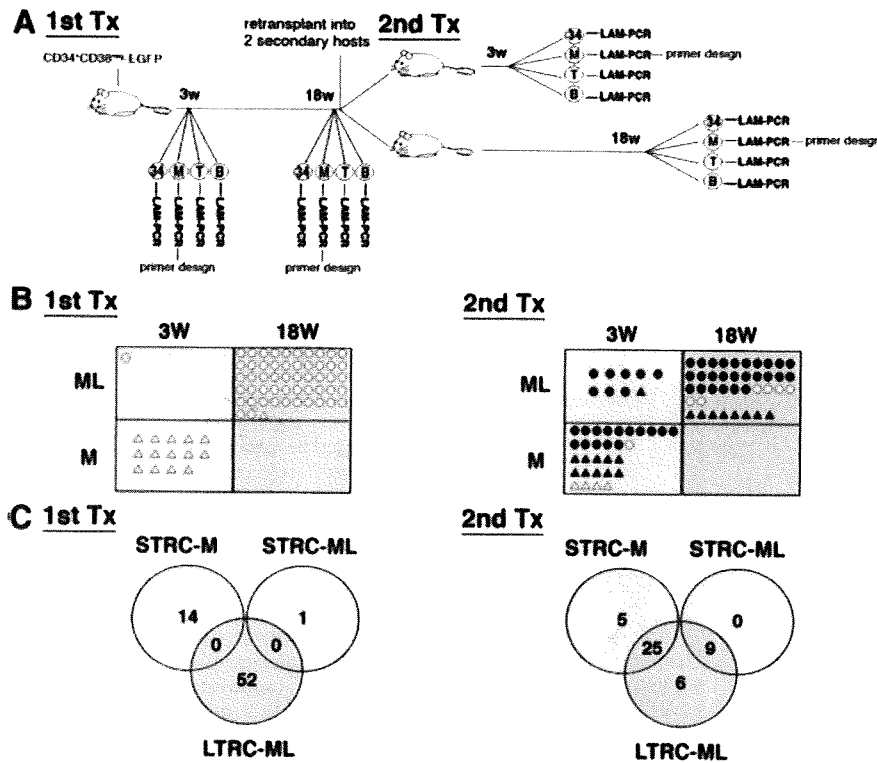 A 1st Tx
retransplant into
2 secondary hosts
2nd Tx
3w
18w
34 M T B
LAM-PCR LAM-PCR LAM-PCR LAM-PCR
primer design
34 M T B
LAM-PCR LAM-PCR LAM-PCR LAM-PCR
primer design
3w
34 LAM-PCR
M LAM-PCR primer design
T LAM-PCR
B LAM-PCR
18w
34 LAM-PCR
M LAM-PCR primer design
T LAM-PCR
B LAM-PCR
B 1st Tx
3W 18W
ML
M
2nd Tx
3W 18W
ML
M
C 1st Tx
STRC-M STRC-ML
14 1
0 0
52
LTRC-ML
2nd Tx
STRC-M STRC-ML
5 0
25 9
6
LTRC-ML